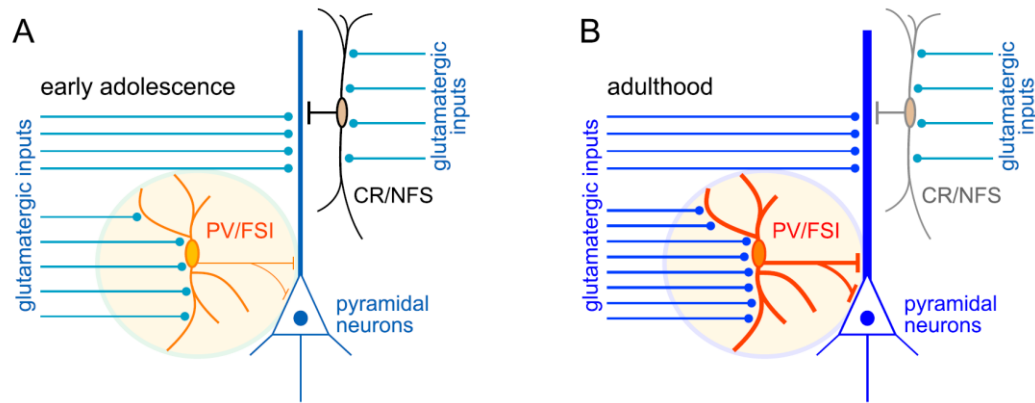 A
early adolescence
glutamatergic inputs
PV/FSI
CR/NFS
glutamatergic
inputs
pyramidal
neurons
B
adulthood
glutamatergic inputs
PV/FSI
CR/NFS
glutamatergic
inputs
pyramidal
neurons